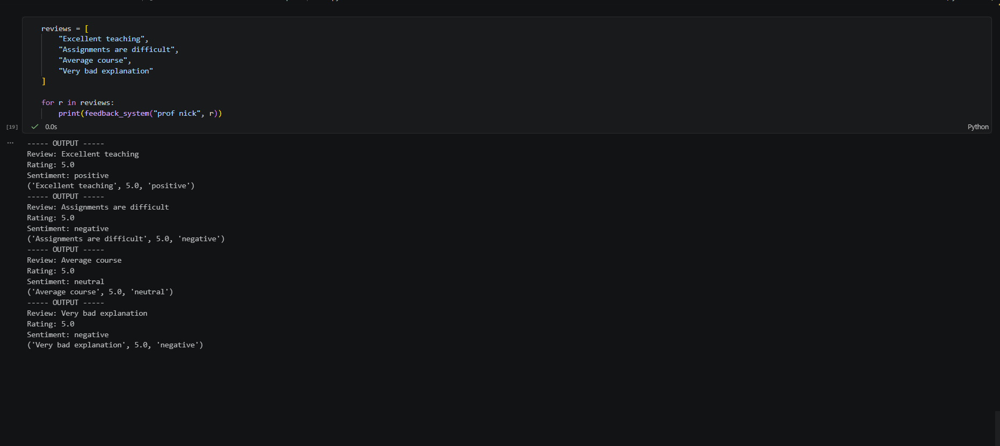 reviews = [
    "Excellent teaching",
    "Assignments are difficult",
    "Average course",
    "Very bad explanation"
]
for r in reviews:
    print(feedback_system("prof nick", r))
[19]
0.0s
Python
----- OUTPUT -----
Review: Excellent teaching
Rating: 5.0
Sentiment: positive
('Excellent teaching', 5.0, 'positive')
----- OUTPUT -----
Review: Assignments are difficult
Rating: 5.0
Sentiment: negative
('Assignments are difficult', 5.0, 'negative')
----- OUTPUT -----
Review: Average course
Rating: 5.0
Sentiment: neutral
('Average course', 5.0, 'neutral')
----- OUTPUT -----
Review: Very bad explanation
Rating: 5.0
Sentiment: negative
('Very bad explanation', 5.0, 'negative')